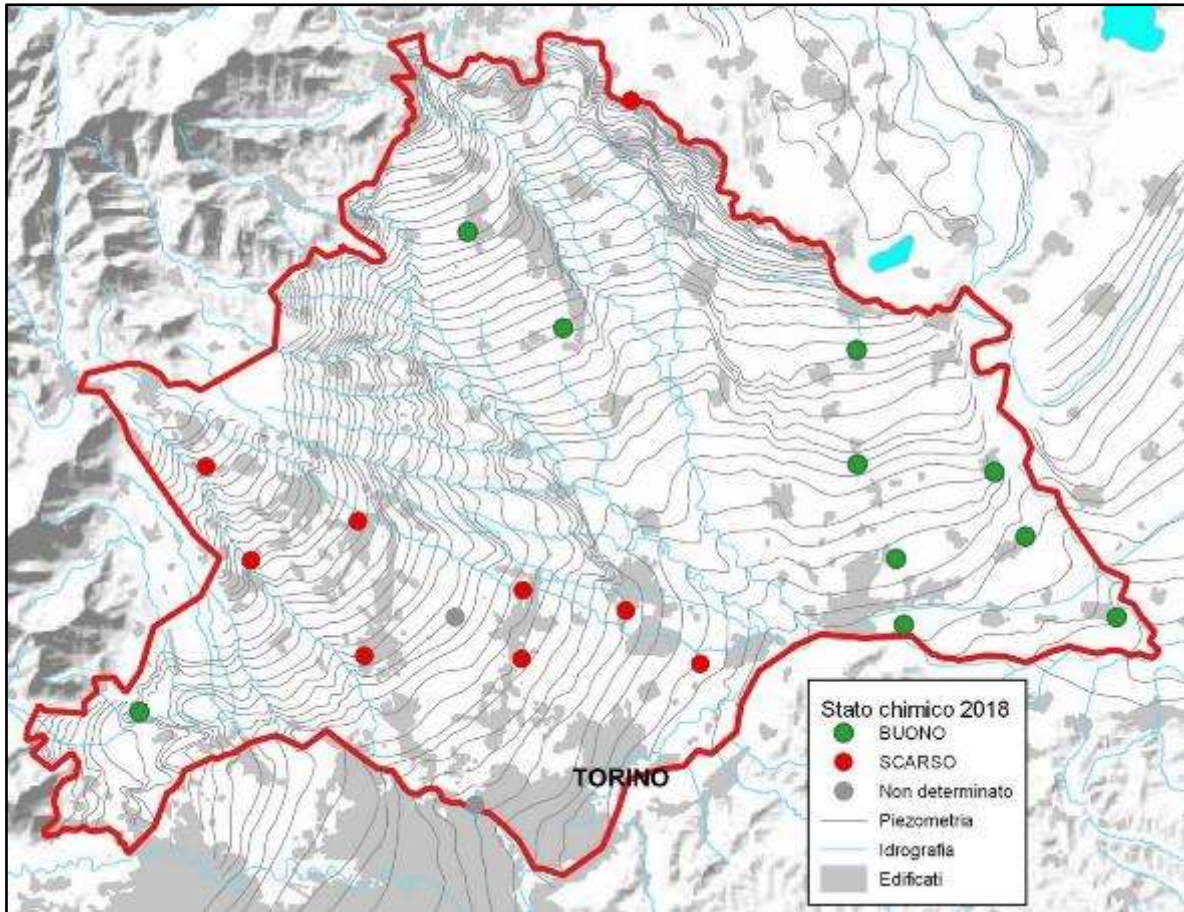 TORINO
Stato chimico 2018
BUONO
SCARSO
Non determinato
Piezometria
Idrografia
Edificati